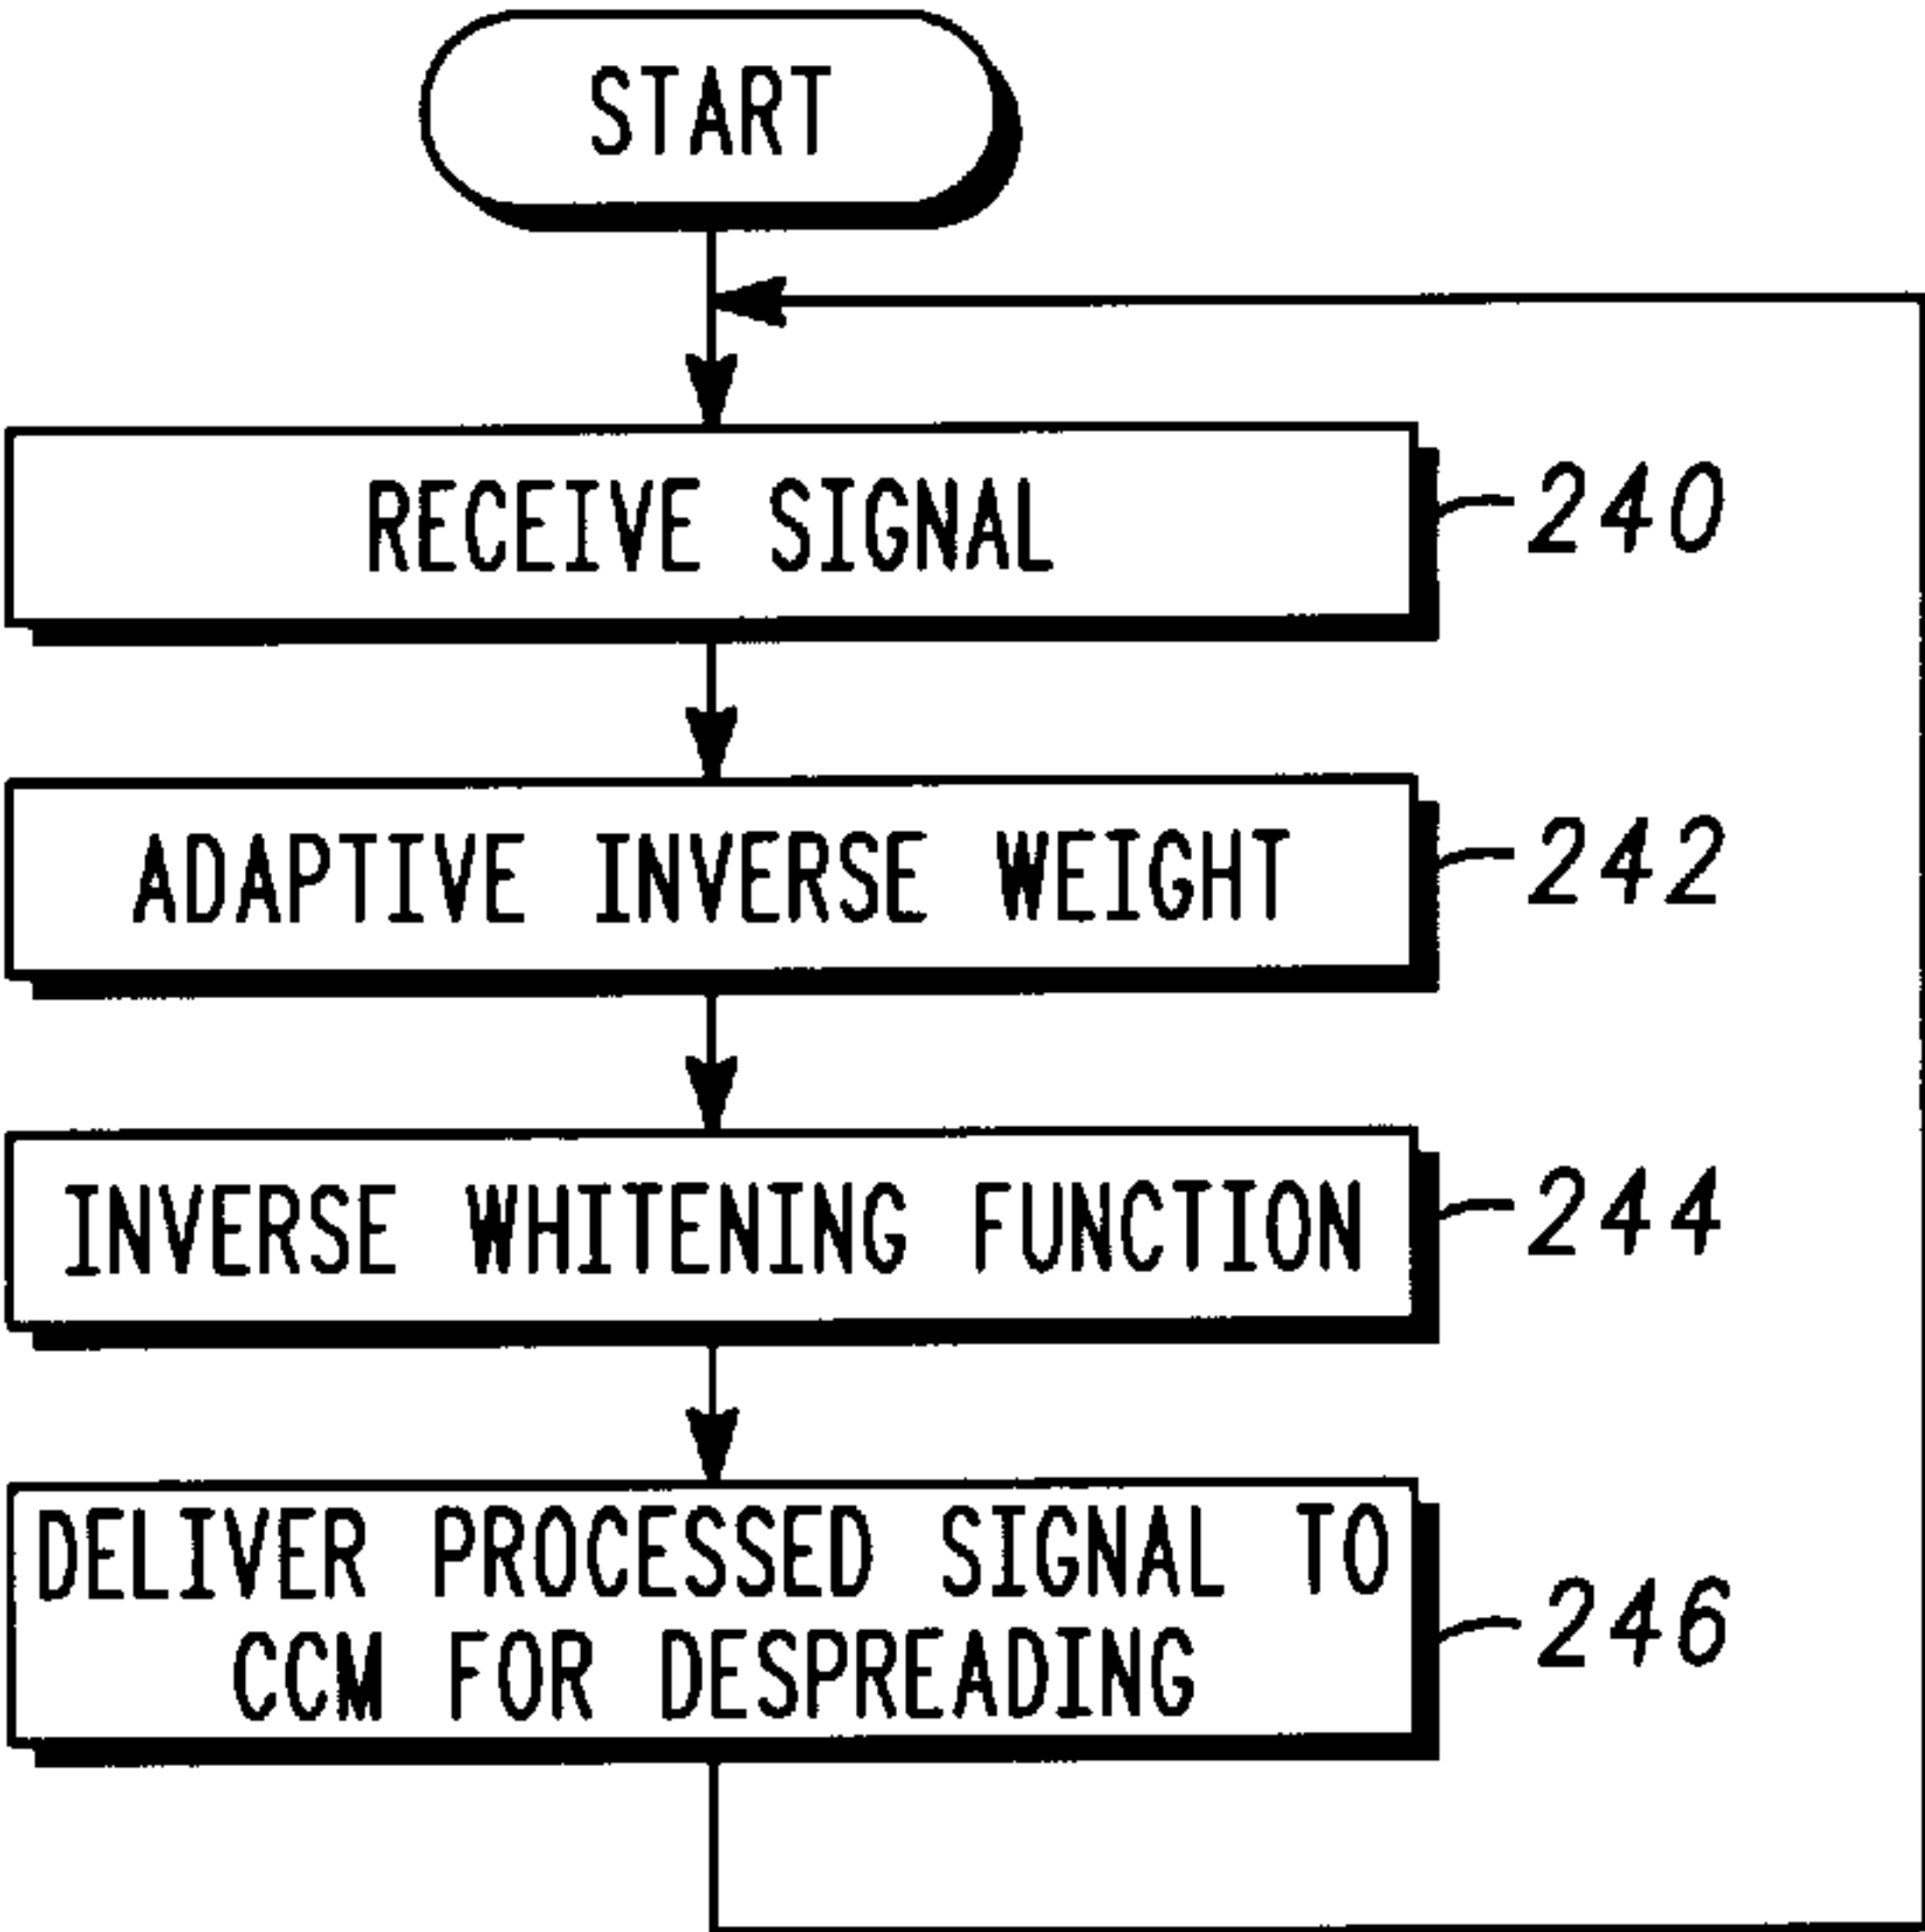 START
RECEIVE SIGNAL
240
ADAPTIVE INVERSE WEIGHT
242
INVERSE WHITENING FUNCTION
244
DELIVER PROCESSED SIGNAL TO
CCM FOR DESPREADING
246